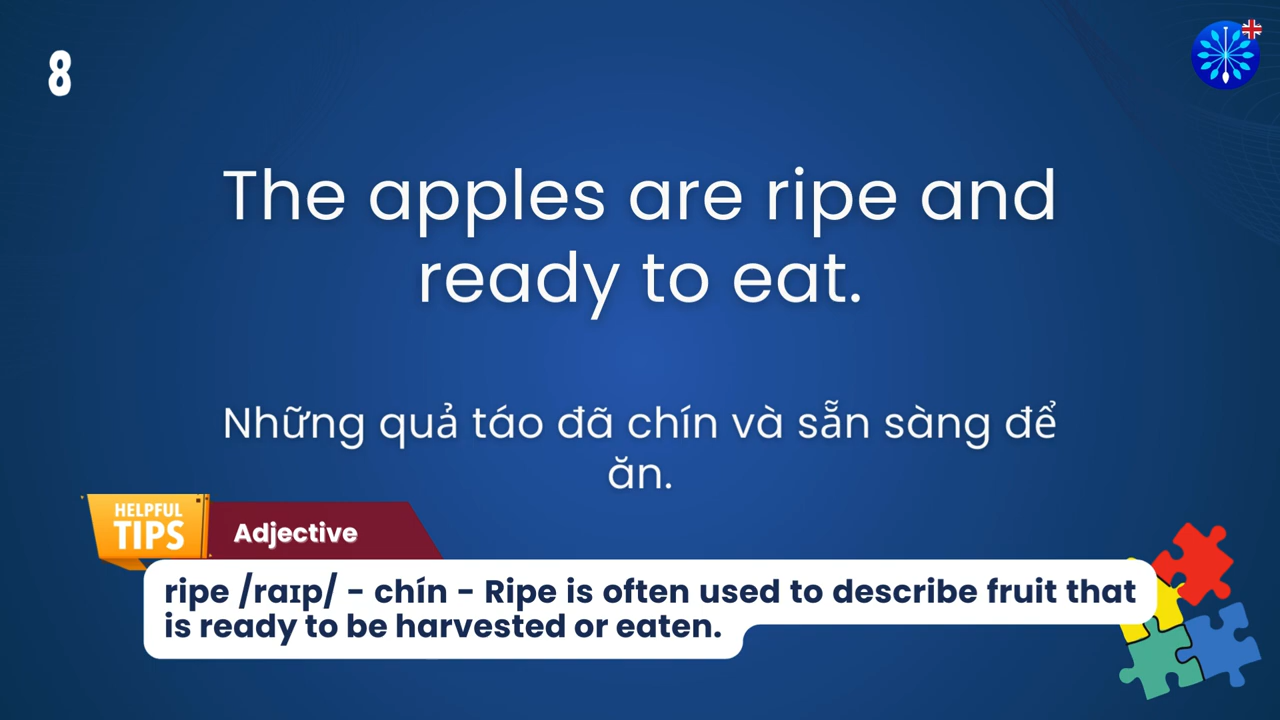 8
The apples are ripe and
ready to eat.
Những quả táo đã chín và sẵn sàng để
ăn.
HELPFUL
TIPS
Adjective
ripe /raɪp/ - chín - Ripe is often used to describe fruit that
is ready to be harvested or eaten.